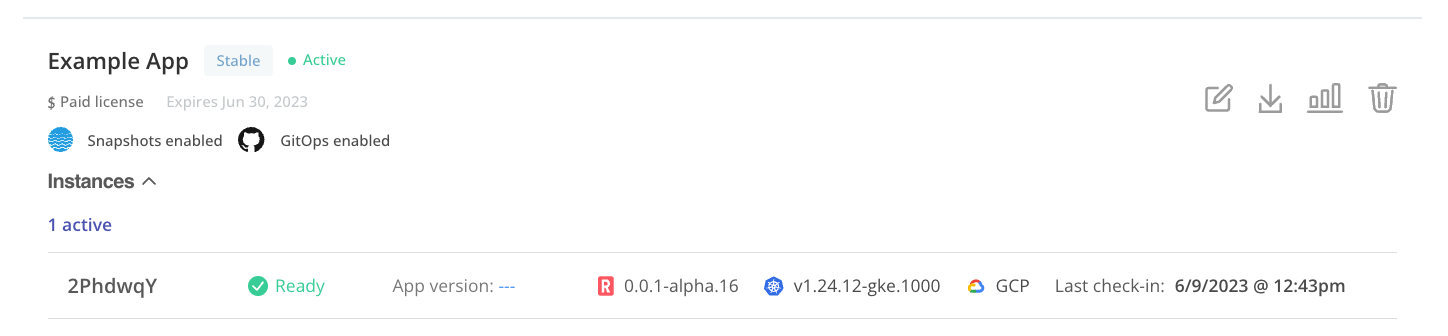 Example App Stable Active
$ Paid license Expires Jun 30, 2023
Snapshots enabled GitOps enabled
Instances
1 active
2PhdwqY Ready App version: --- R 0.0.1-alpha.16 v1.24.12-gke.1000 GCP Last check-in: 6/9/2023 @ 12:43pm